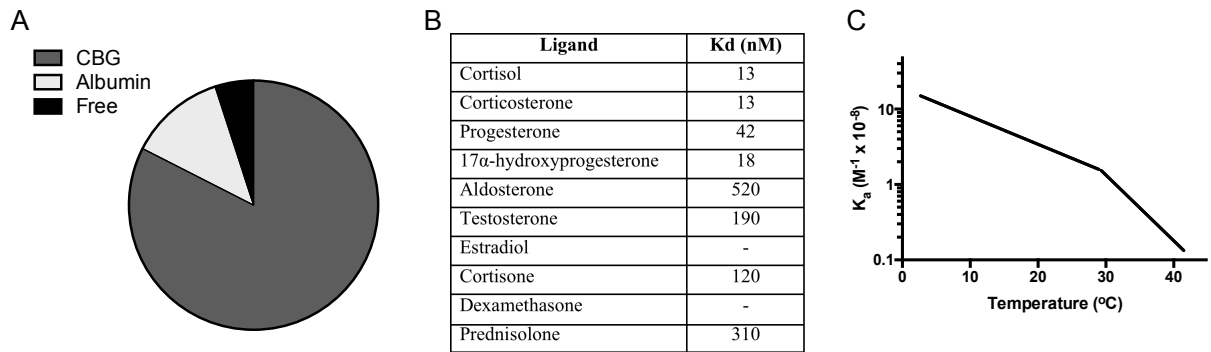 A
CBG
Albumin
Free
B
Ligand Kd (nM)
Cortisol 13
Corticosterone 13
Progesterone 42
17α-hydroxyprogesterone 18
Aldosterone 520
Testosterone 190
Estradiol -
Cortisone 120
Dexamethasone -
Prednisolone 310
C
Ka (M⁻¹ x 10⁻⁸)
10
1
0.1
0 10 20 30 40
Temperature (ºC)